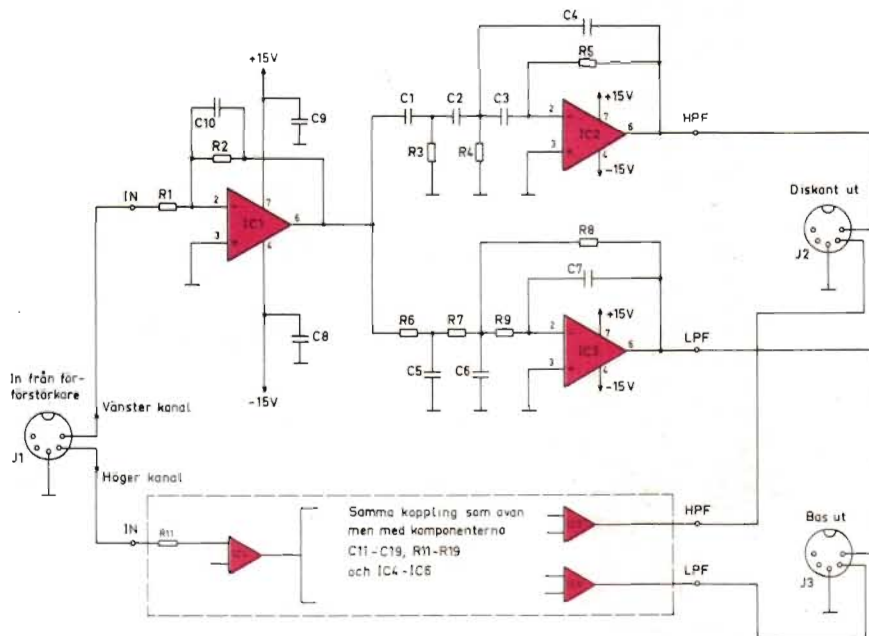 C4
R5
+15V
C1
C2
C3
+15V
2
7
HPF
C10
C9
IC2
6
R2
R3
R4
3
4
-15V
Diskant ut
IN
R1
2
7
IC1
6
3
4
R8
J2
C7
+15V
R6
R7
R9
2
7
LPF
C8
IC3
6
C5
C6
3
4
-15V
In från för-
förstärkare
-15V
Vänster kanal
J1
Höger kanal
Samma koppling som ovan
HPF
Bas ut
IN
R11
men med komponenterna
C11-C19, R11-R19
och IC4-IC6
LPF
J3